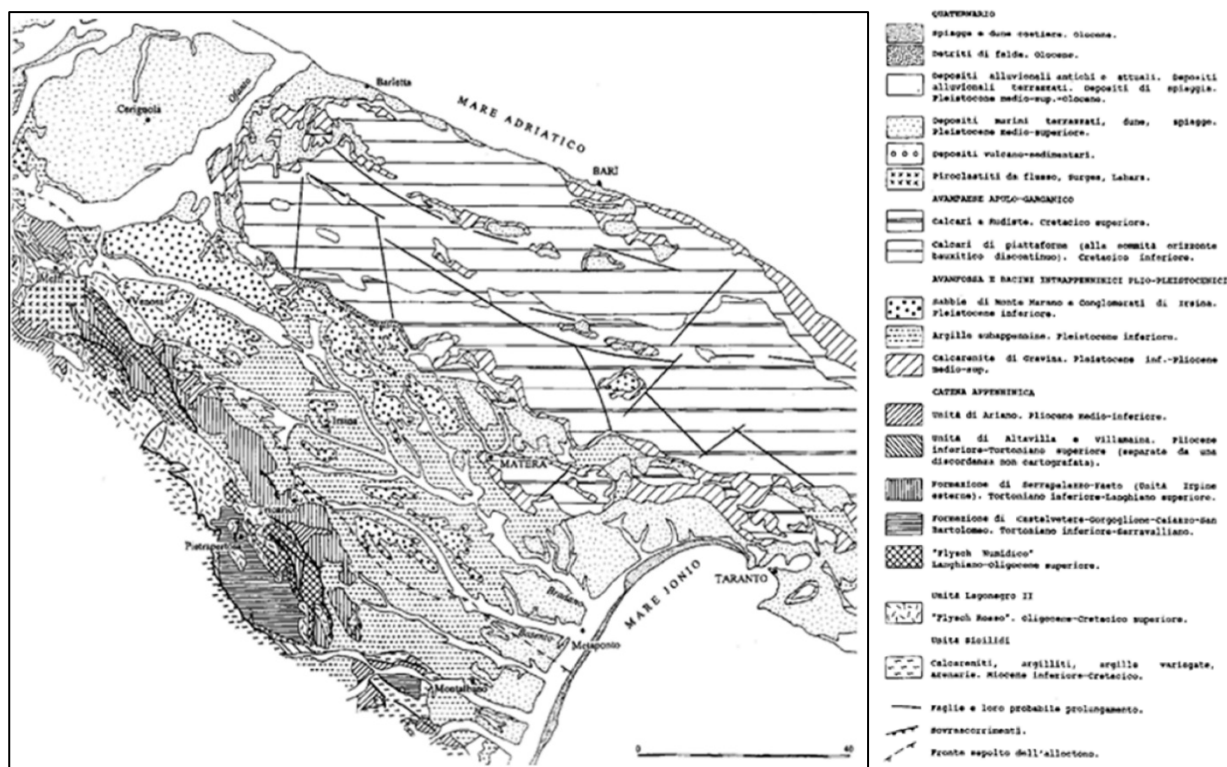 Cerignola
Ofanto
Barletta
MARE ADRIATICO
BARI
Melfi
Venosa
Irsina
MATERA
TARANTO
MARE JONIO
Bradano
Basento
Metaponto
Montalbano
0 40
QUATERNARIO
Spiagge e dune costiere. Olocene.
Detriti di falde. Olocene.
Depositi alluvionali antichi e attuali. Depositi
alluvionali terrazzati. Depositi di spiaggia.
Pleistocene medio-sup.-Olocene.
Depositi marini terrazzati, dune, spiagge.
Pleistocene medio-superiore.
Depositi vulcano-sedimentari.
Piroclastiti da flusso, Surges, Lahars.
AVAMPAESE APULO-GARGANICO
Calcari a Rudiste. Cretacico superiore.
Calcari di piattaforma (alla sommità orizzonte
bauxitico discontinuo). Cretacico inferiore.
AVANFOSSA E BACINI INTRAPPENNINICI PLIO-PLEISTOCENICI
Sabbie di Monte Marano e Conglomerati di Irsina.
Pleistocene inferiore.
Argille subappennine. Pleistocene inferiore.
Calcarenite di Gravina. Pleistocene inf.-Pliocene
medio-sup.
CATENA APPENNINICA
Unità di Ariano. Pliocene medio-inferiore.
Unità di Altavilla e Villamaina. Pliocene
inferiore-Tortoniano superiore (separate da una
discordanza non cartografata).
Formazione di Serrapalazzo-Faeto (Unità Irpine
esterne). Tortoniano inferiore-Langhiano superiore.
Formazione di Castelvetere-Gorgoglione-Caiazzo-San
Bartolomeo. Tortoniano inferiore-Serravalliano.
"Flysch Numidico"
Langhiano-Oligocene superiore.
Unità Lagonegro II
"Flysch Rosso". Oligocene-Cretacico superiore.
Unità Sicilidi
Calcareniti, argilliti, argille variegate,
arenarie. Miocene inferiore-Cretacico.
Faglie e loro probabile prolungamento.
Sovrascorrimenti.
Fronte sepolto dell'alloctono.